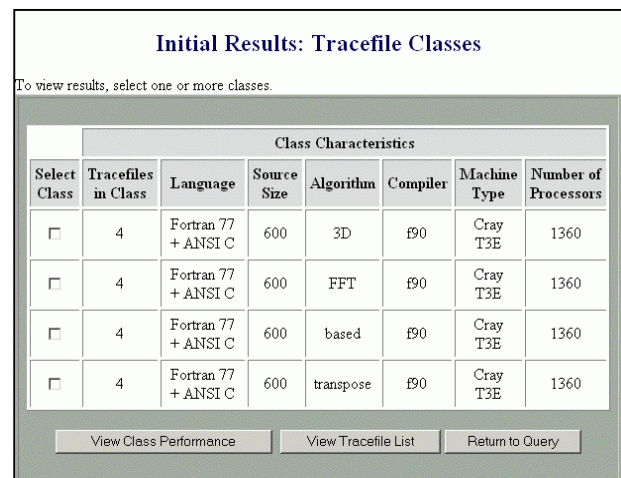 Initial Results: Tracefile Classes
To view results, select one or more classes.
Class Characteristics
Select Class Tracefiles in Class Language Source Size Algorithm Compiler Machine Type Number of Processors
4 Fortran 77 + ANSI C 600 3D f90 Cray T3E 1360
4 Fortran 77 + ANSI C 600 FFT f90 Cray T3E 1360
4 Fortran 77 + ANSI C 600 based f90 Cray T3E 1360
4 Fortran 77 + ANSI C 600 transpose f90 Cray T3E 1360
View Class Performance View Tracefile List Return to Query